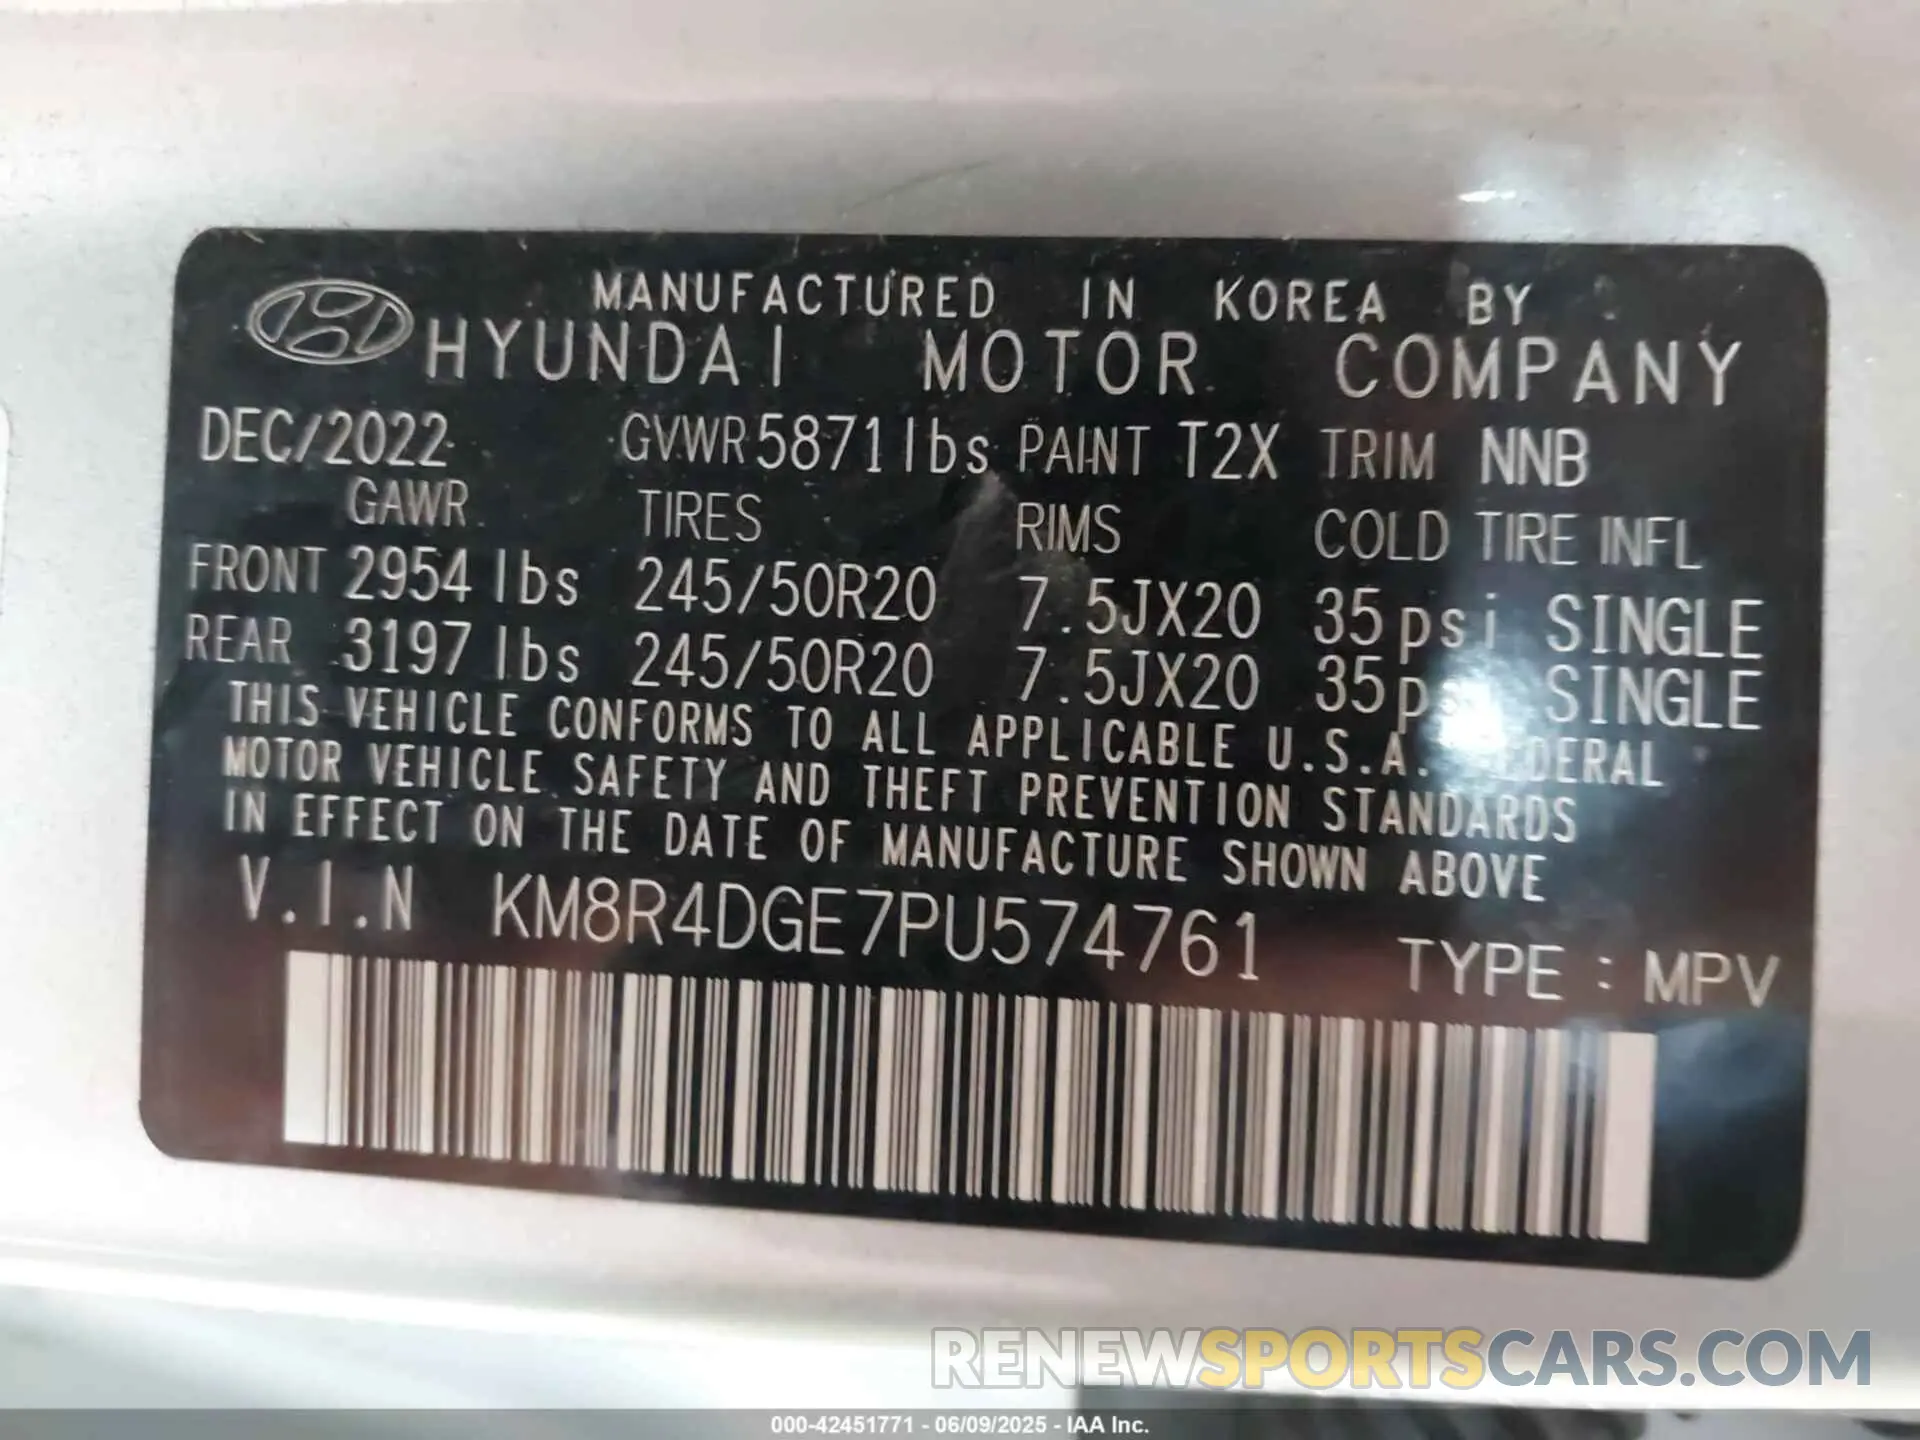 MANUFACTURED IN KOREA BY
HYUNDAI MOTOR COMPANY
DEC/2022 GVWR 5871 lbs PAINT T2X TRIM NNB
GAWR TIRES RIMS COLD TIRE INFL
FRONT 2954 lbs 245/50R20 7.5JX20 35 psi SINGLE
REAR 3197 lbs 245/50R20 7.5JX20 35 psi SINGLE
THIS VEHICLE CONFORMS TO ALL APPLICABLE U.S.A. FEDERAL
MOTOR VEHICLE SAFETY AND THEFT PREVENTION STANDARDS
IN EFFECT ON THE DATE OF MANUFACTURE SHOWN ABOVE
V.I.N KM8R4DGE7PU574761
TYPE : MPV
RENEWSPORTSCARS.COM
000-42451771 - 06/09/2025 - IAA Inc.